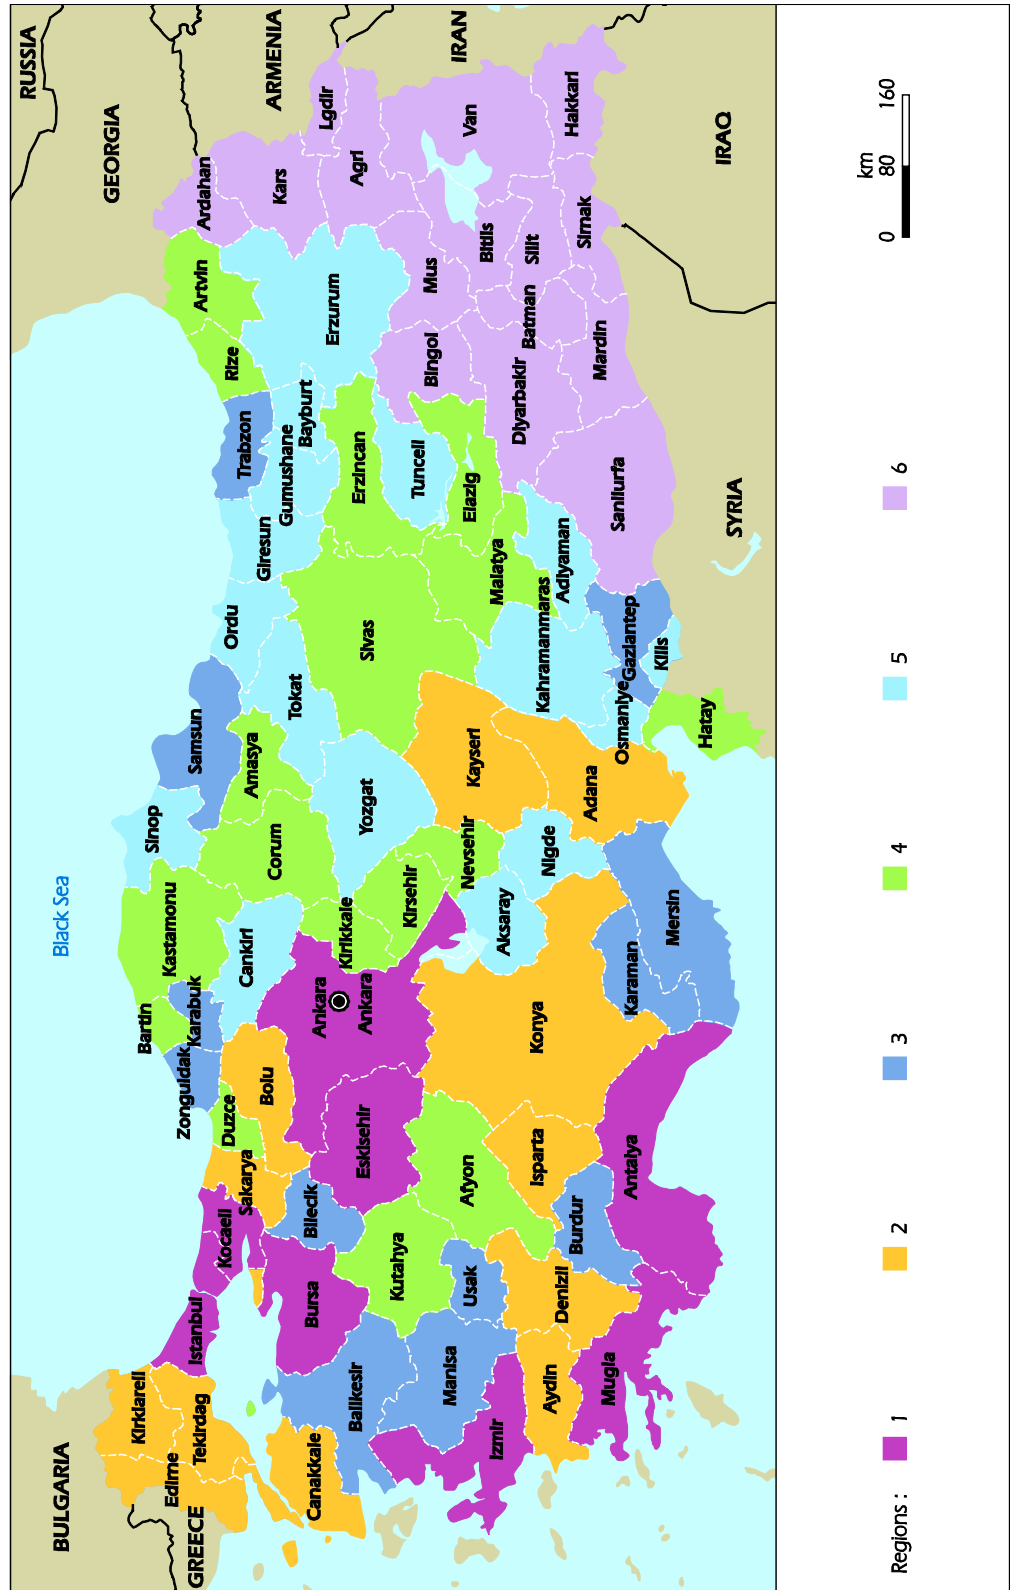 RUSSIA
BULGARIA
Black Sea
GEORGIA
Kirklareli
Bartin
Sinop
Edirne
Kastamonu
Zonguldak
GREECE
Tekirdag
Istanbul
Karabuk
Samsun
Artvin
Ardahan
Kocaeli
Duzce
Ordu
Rize
Sakarya
Cankiri
Amasya
Trabzon
Bolu
Corum
Giresun
Kars
ARMENIA
Gumushane
Tokat
Bayburt
Canakkale
Bursa
Bilecik
Ankara
Erzurum
Lgdir
Balikesir
Eskisehir
Ankara
Kirikkale
Yozgat
Sivas
Erzincan
Agri
Kutahya
Kirsehir
Tunceli
Bingol
Mus
Manisa
Usak
Afyon
Nevsehir
Kayseri
Elazig
Van
IRAN
Izmir
Aksaray
Malatya
Bitlis
Diyarbakir
Batman
Siirt
Aydin
Denizli
Isparta
Konya
Nigde
Kahramanmaras
Adiyaman
Hakkari
Burdur
Adana
Mardin
Sirnak
Mugla
Antalya
Karaman
Osmaniye
Gaziantep
Sanliurfa
Mersin
Kilis
Hatay
SYRIA
IRAQ
km
0 80 160
Regions : 1 2 3 4 5 6